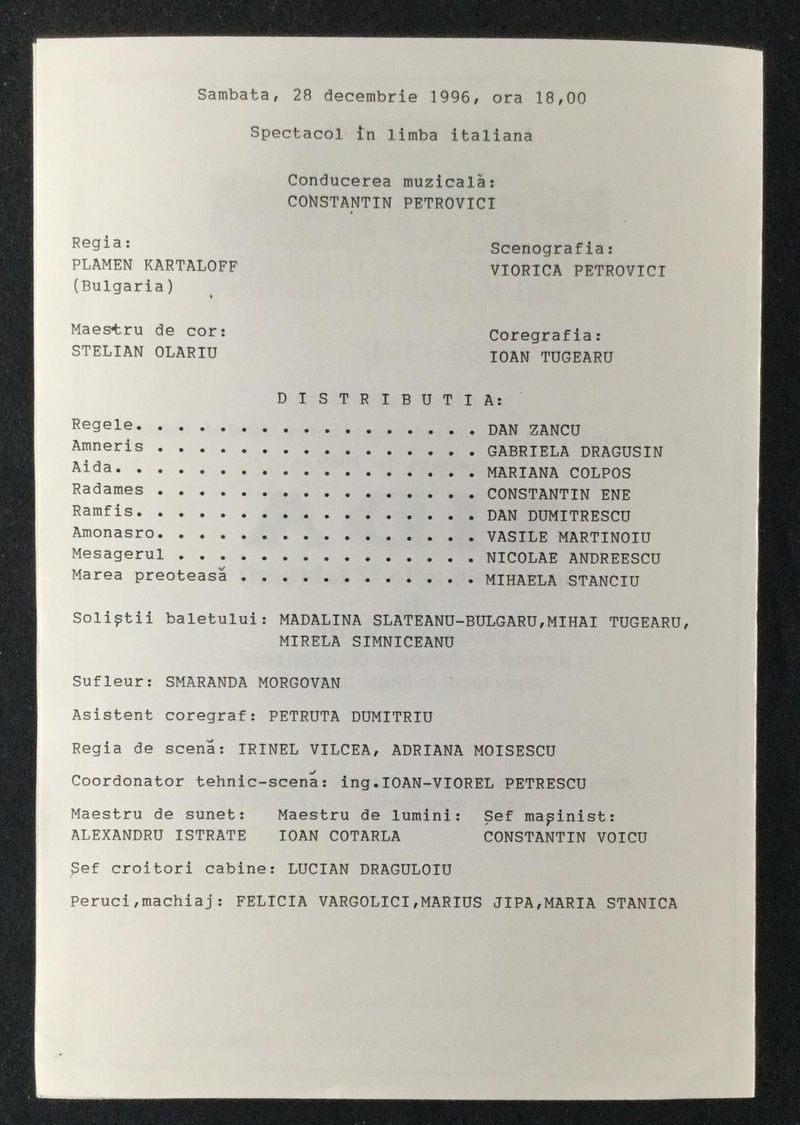 Sambata, 28 decembrie 1996, ora 18,00
Spectacol în limba italiana
Conducerea muzicală:
CONSTANTIN PETROVICI
Regia:
PLAMEN KARTALOFF
(Bulgaria)
Scenografia:
VIORICA PETROVICI
Maestru de cor:
STELIAN OLARIU
Coregrafia:
IOAN TUGEARU
D I S T R I B U T I A:
Regele. . . . . . . . . . . . . . . . . DAN ZANCU
Amneris . . . . . . . . . . . . . . . . GABRIELA DRAGUSIN
Aida. . . . . . . . . . . . . . . . . . MARIANA COLPOS
Radames . . . . . . . . . . . . . . . . CONSTANTIN ENE
Ramfis. . . . . . . . . . . . . . . . . DAN DUMITRESCU
Amonasro. . . . . . . . . . . . . . . . VASILE MARTINOIU
Mesagerul . . . . . . . . . . . . . . . NICOLAE ANDREESCU
Marea preoteasă . . . . . . . . . . . . MIHAELA STANCIU
Soliștii baletului: MADALINA SLATEANU-BULGARU,MIHAI TUGEARU,
MIRELA SIMNICEANU
Sufleur: SMARANDA MORGOVAN
Asistent coregraf: PETRUTA DUMITRIU
Regia de scenă: IRINEL VILCEA, ADRIANA MOISESCU
Coordonator tehnic-scenă: ing.IOAN-VIOREL PETRESCU
Maestru de sunet: Maestru de lumini: Șef mașinist:
ALEXANDRU ISTRATE IOAN COTARLA CONSTANTIN VOICU
Șef croitori cabine: LUCIAN DRAGULOIU
Peruci,machiaj: FELICIA VARGOLICI,MARIUS JIPA,MARIA STANICA